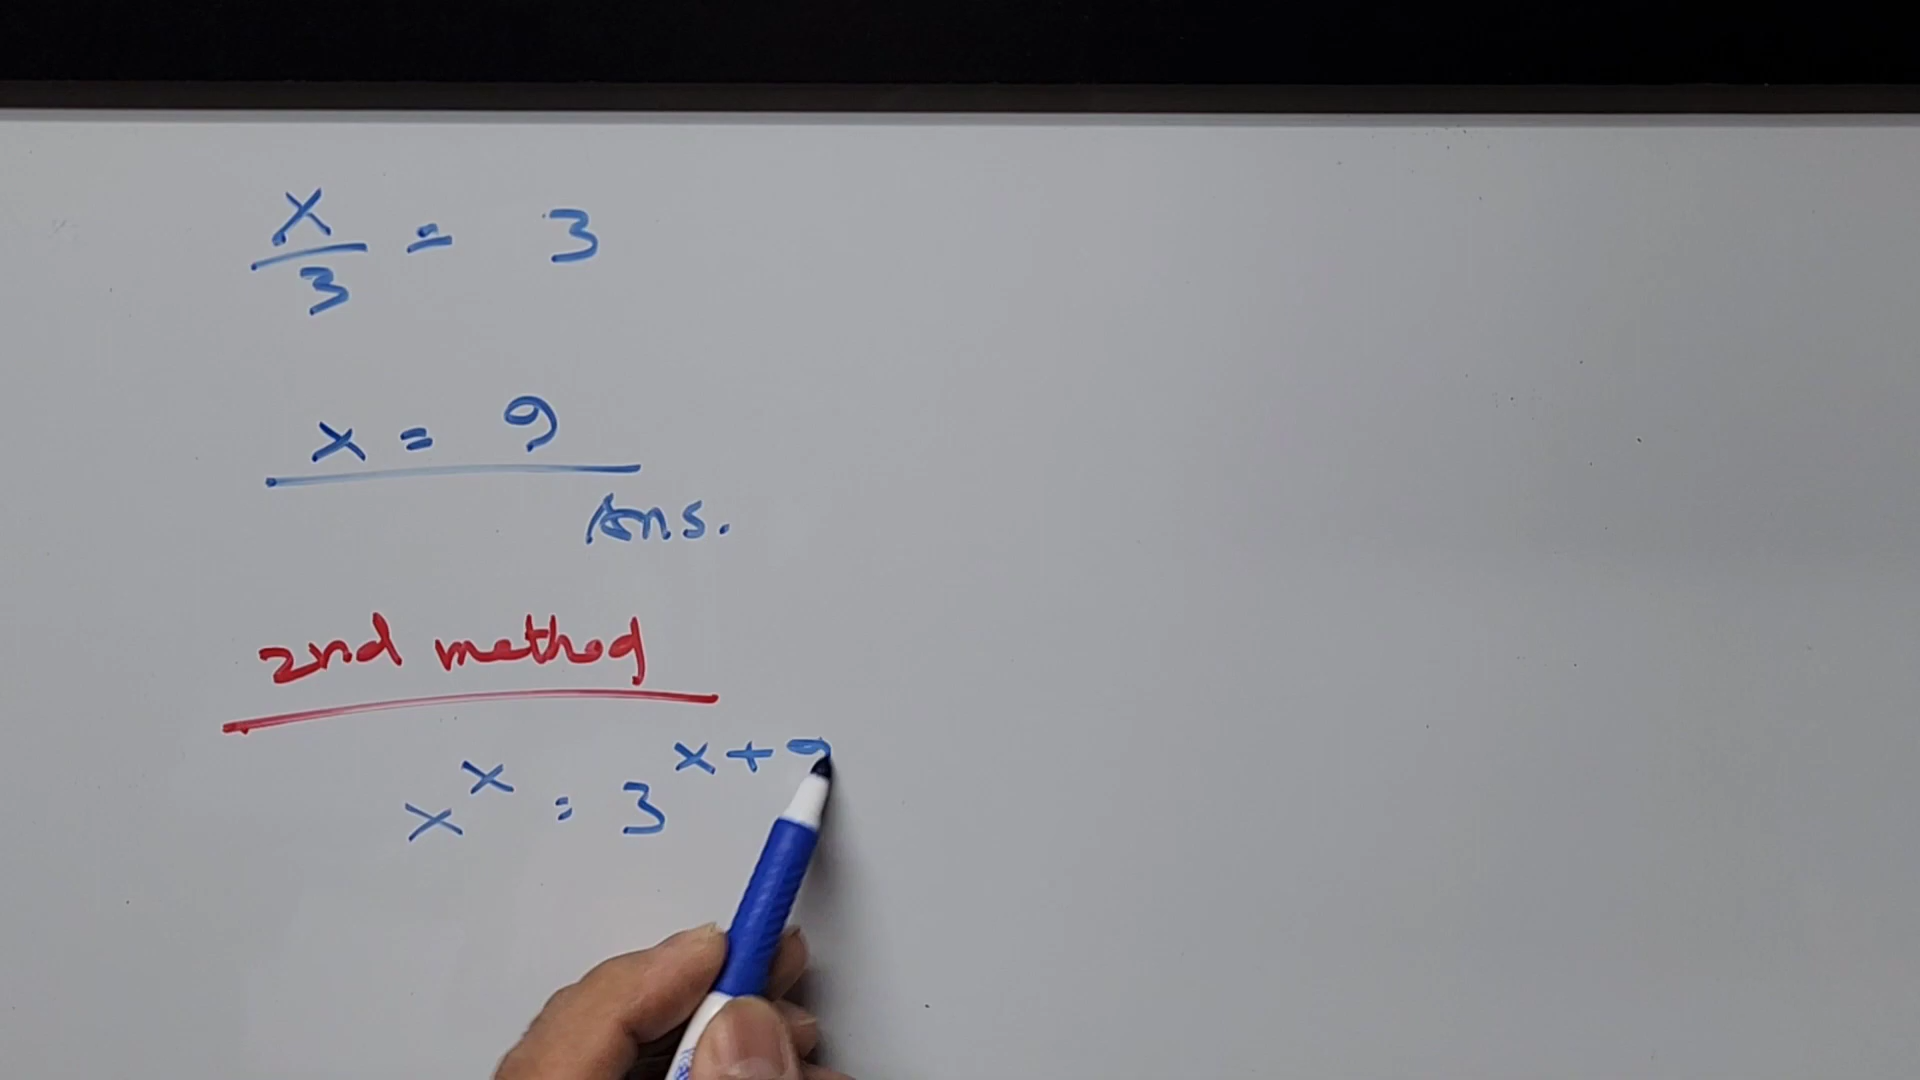 x/3 = 3
x = 9
Ans.
2nd method
x^x = 3^(x+9)